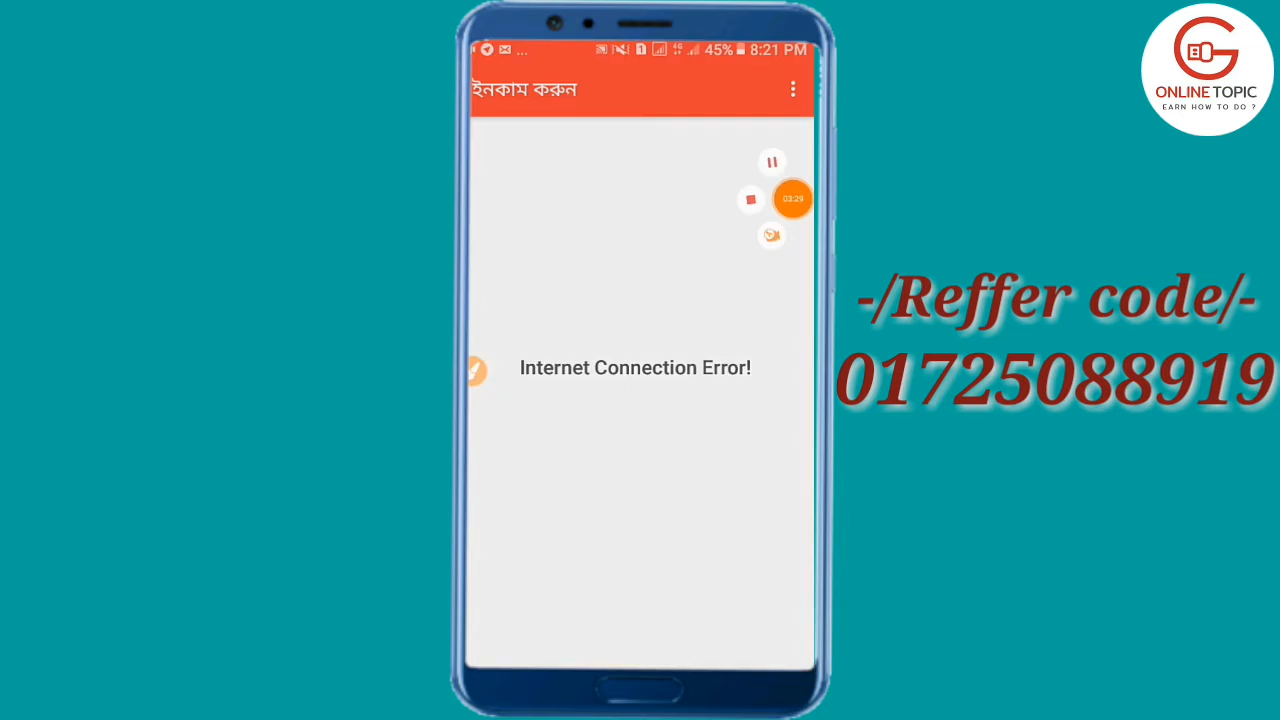 ... 4G 45% 8:21 PM
ইনকাম করুন
03:29
Internet Connection Error!
ONLINE TOPIC
EARN HOW TO DO ?
-/Reffer code/-
01725088919